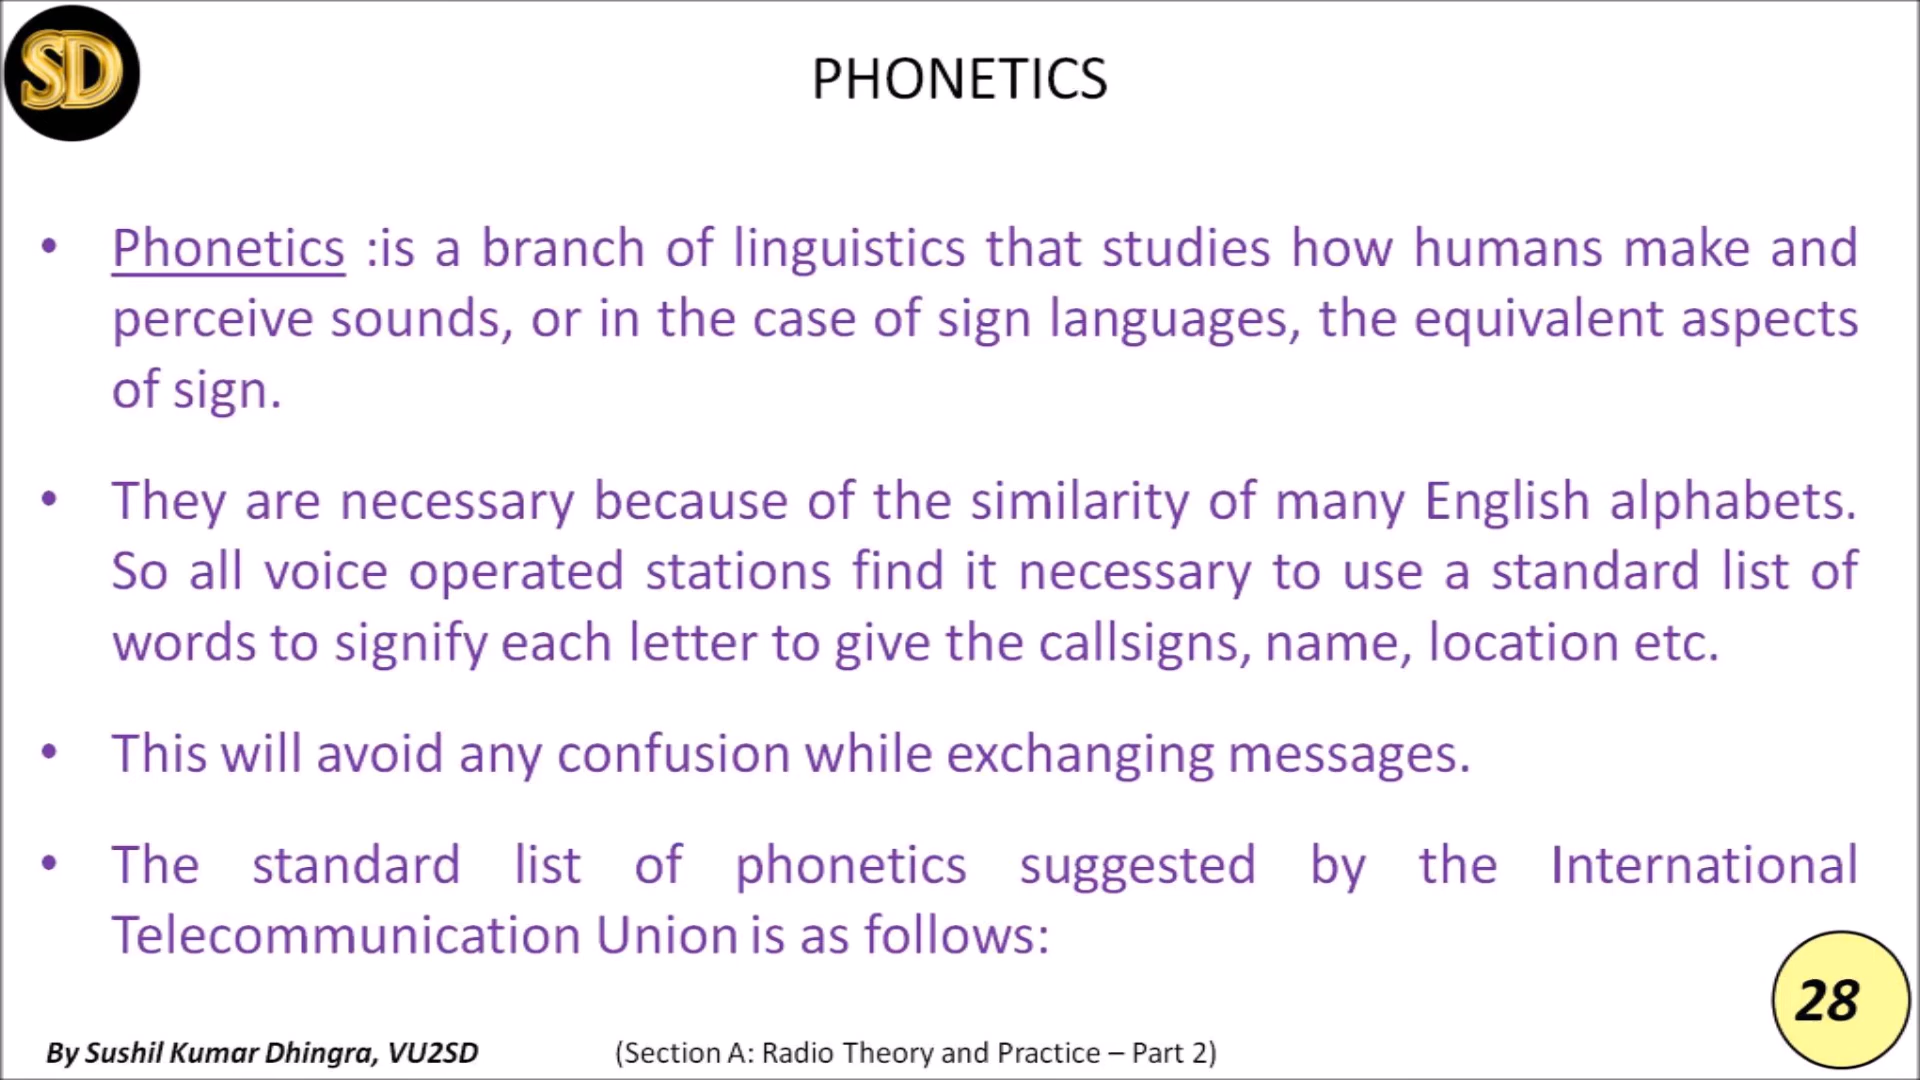 SD
PHONETICS
• Phonetics :is a branch of linguistics that studies how humans make and
perceive sounds, or in the case of sign languages, the equivalent aspects
of sign.
• They are necessary because of the similarity of many English alphabets.
So all voice operated stations find it necessary to use a standard list of
words to signify each letter to give the callsigns, name, location etc.
• This will avoid any confusion while exchanging messages.
• The standard list of phonetics suggested by the International
Telecommunication Union is as follows:
28
By Sushil Kumar Dhingra, VU2SD (Section A: Radio Theory and Practice – Part 2)